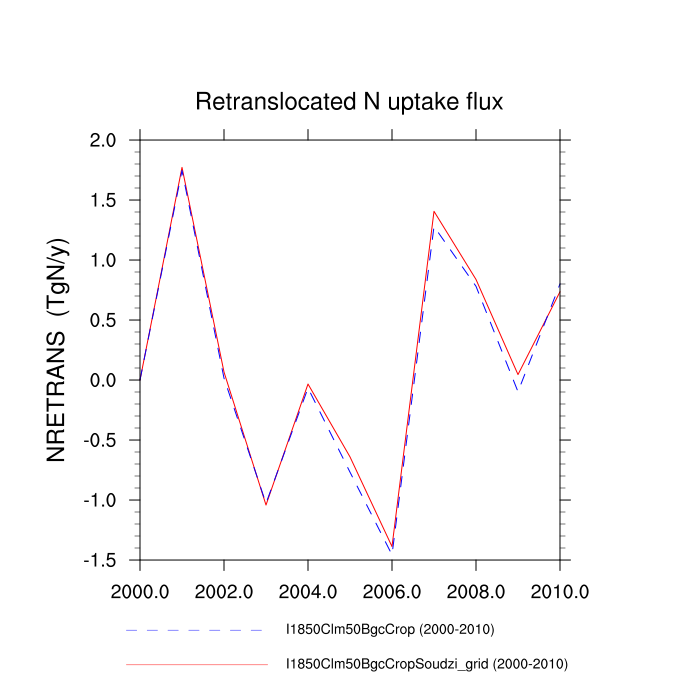 Retranslocated N uptake flux
NRETRANS (TgN/y)
2.0
1.5
1.0
0.5
0.0
-0.5
-1.0
-1.5
2000.0 2002.0 2004.0 2006.0 2008.0 2010.0
I1850Clm50BgcCrop (2000-2010)
I1850Clm50BgcCropSoudzi_grid (2000-2010)